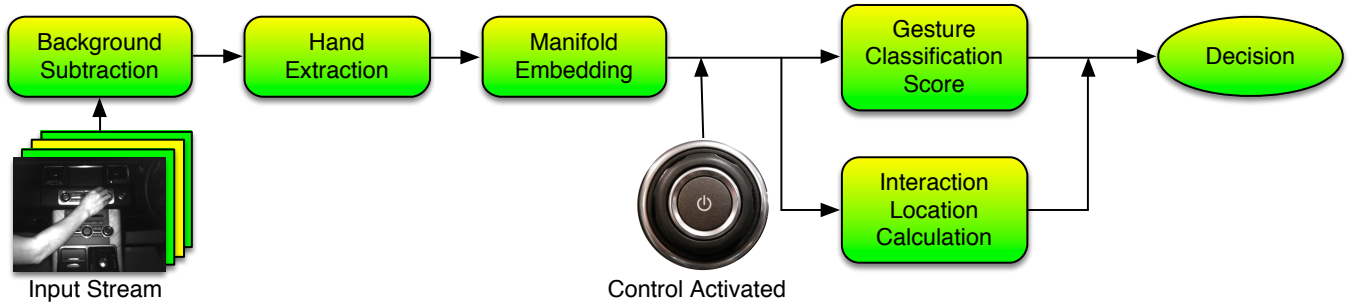 Background
Subtraction
Hand
Extraction
Manifold
Embedding
Gesture
Classification
Score
Decision
Interaction
Location
Calculation
Input Stream
Control Activated